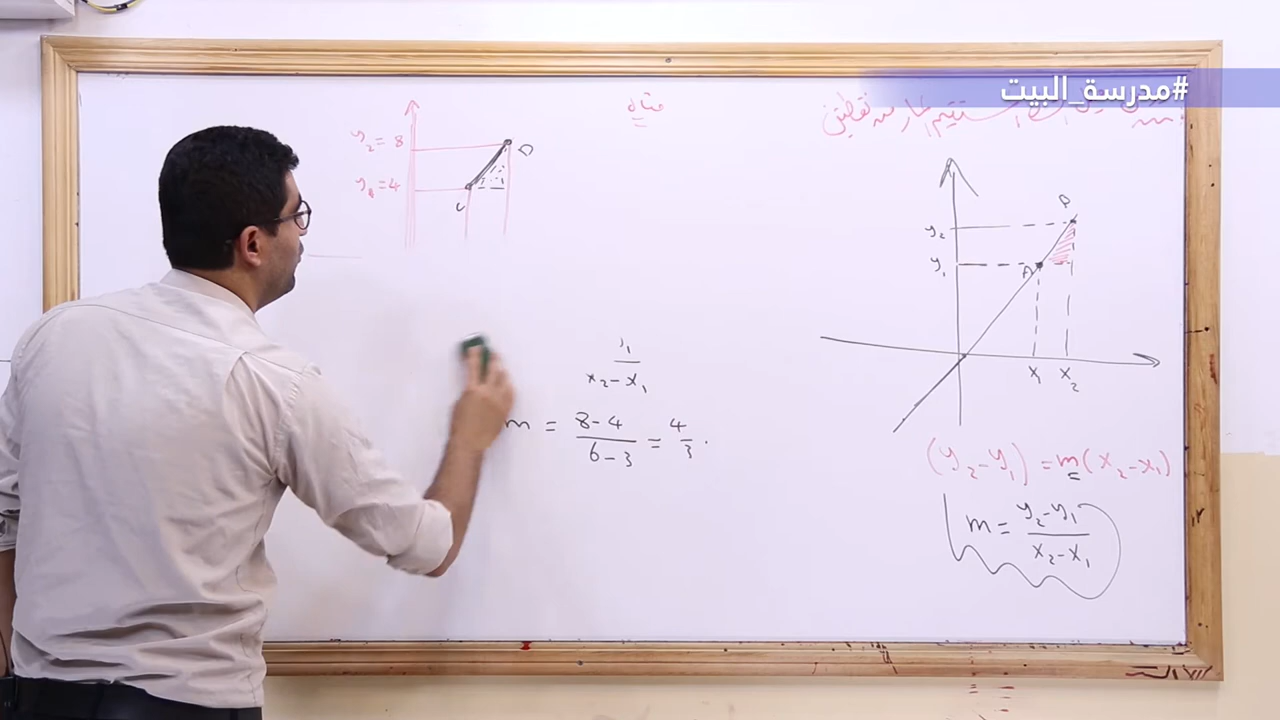 #مدرسة_البيت
مثال
y₂ = 8
D
y₁ = 4
C
B
y₂
y₁
A
x₁ x₂
x₂ - x₁
m = 8-4 / 6-3 = 4/3 .
(y₂ - y₁) = m(x₂ - x₁)
m = y₂-y₁ / x₂-x₁